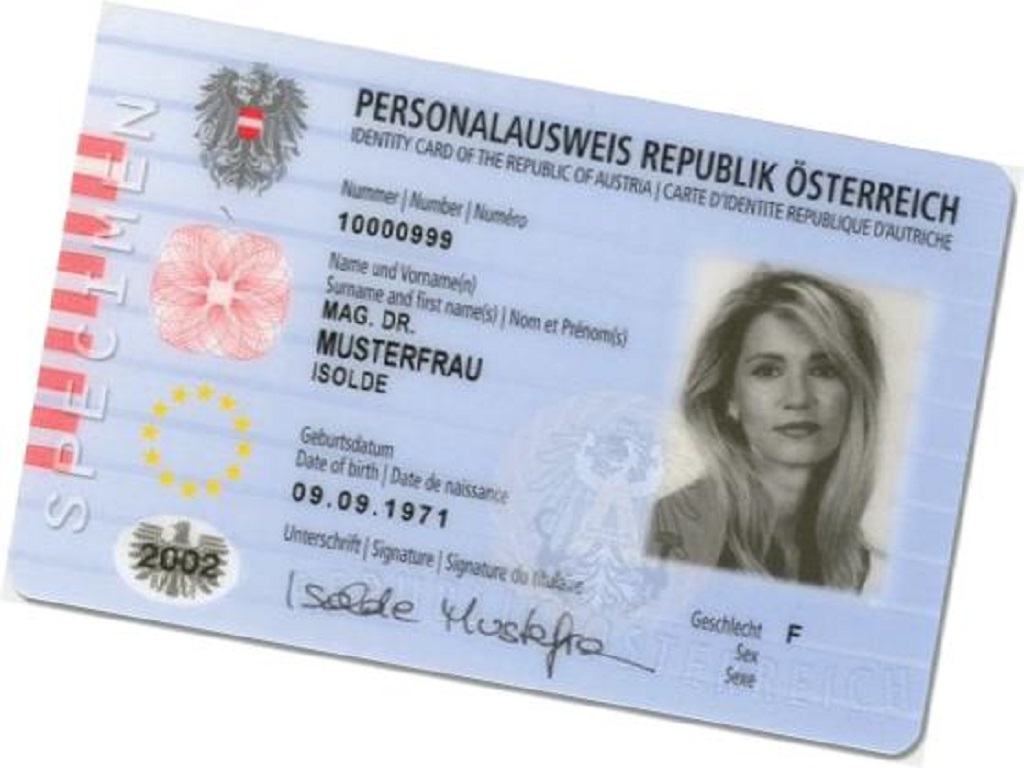 SPECIMEN
PERSONALAUSWEIS REPUBLIK ÖSTERREICH
IDENTITY CARD OF THE REPUBLIC OF AUSTRIA | CARTE D'IDENTITE REPUBLIQUE D'AUTRICHE
Nummer | Number | Numéro
10000999
Name und Vorname(n)
Surname and first name(s) | Nom et Prénom(s)
MAG. DR.
MUSTERFRAU
ISOLDE
Geburtsdatum
Date of birth | Date de naissance
09.09.1971
2002
Unterschrift | Signature | Signature du titulaire
Isolde Mustefra
Geschlecht F
Sex
Sexe
ÖSTERREICH